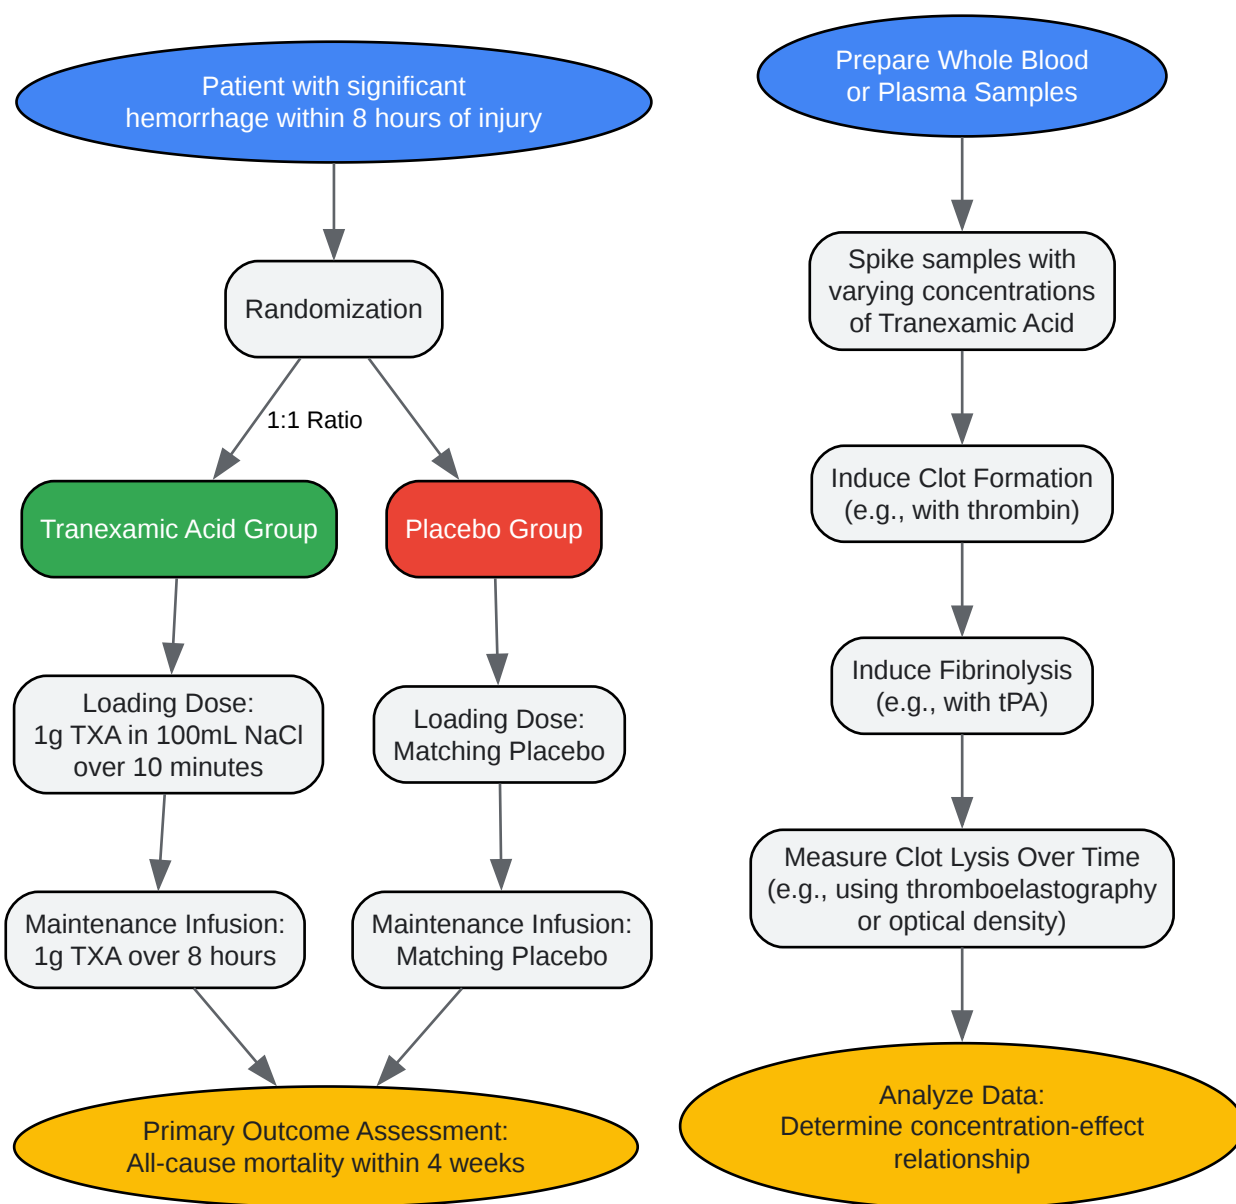 Patient with significant
hemorrhage within 8 hours of injury
Randomization
1:1 Ratio
Tranexamic Acid Group
Placebo Group
Loading Dose:
1g TXA in 100mL NaCl
over 10 minutes
Loading Dose:
Matching Placebo
Maintenance Infusion:
1g TXA over 8 hours
Maintenance Infusion:
Matching Placebo
Primary Outcome Assessment:
All-cause mortality within 4 weeks
Prepare Whole Blood
or Plasma Samples
Spike samples with
varying concentrations
of Tranexamic Acid
Induce Clot Formation
(e.g., with thrombin)
Induce Fibrinolysis
(e.g., with tPA)
Measure Clot Lysis Over Time
(e.g., using thromboelastography
or optical density)
Analyze Data:
Determine concentration-effect
relationship